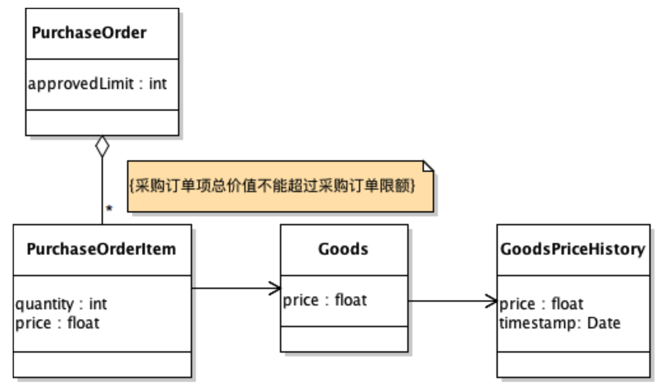 PurchaseOrder
approvedLimit : int
{采购订单项总价值不能超过采购订单限额}
*
PurchaseOrderItem
quantity : int
price : float
Goods
price : float
GoodsPriceHistory
price : float
timestamp: Date